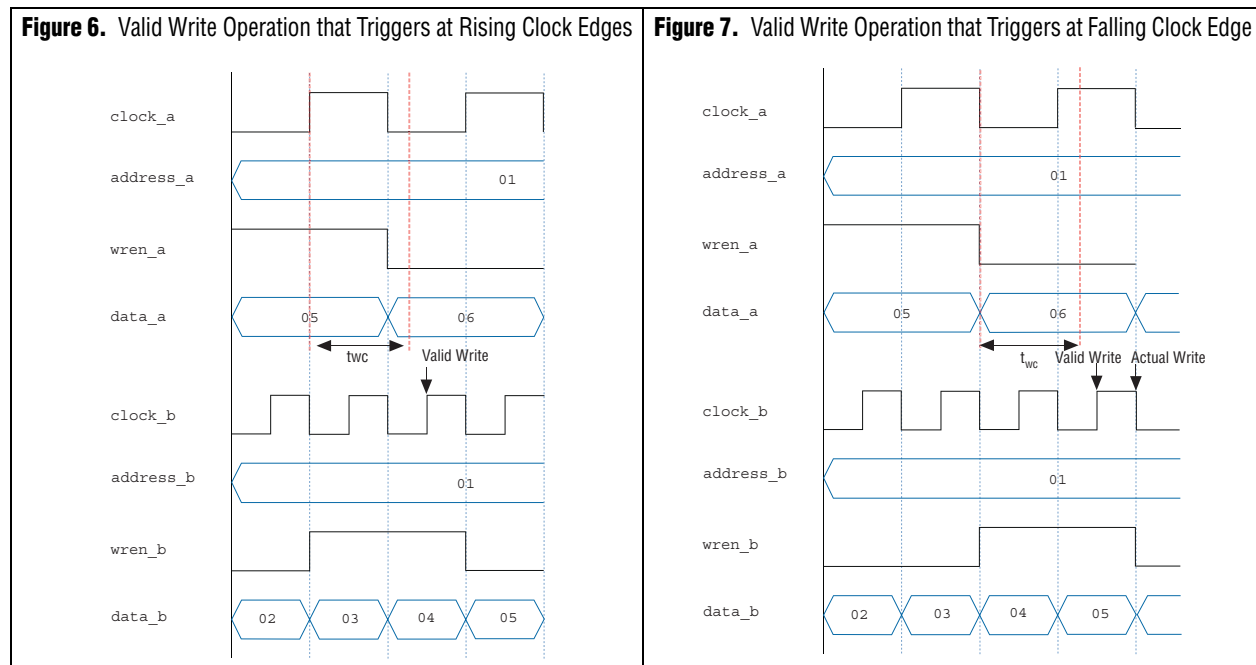 Figure 6. Valid Write Operation that Triggers at Rising Clock Edges
clock_a
address_a
01
wren_a
data_a
05
06
twc
Valid Write
clock_b
address_b
01
wren_b
data_b
02
03
04
05
Figure 7. Valid Write Operation that Triggers at Falling Clock Edge
clock_a
address_a
01
wren_a
data_a
05
06
twc
Valid Write
Actual Write
clock_b
address_b
01
wren_b
data_b
02
03
04
05